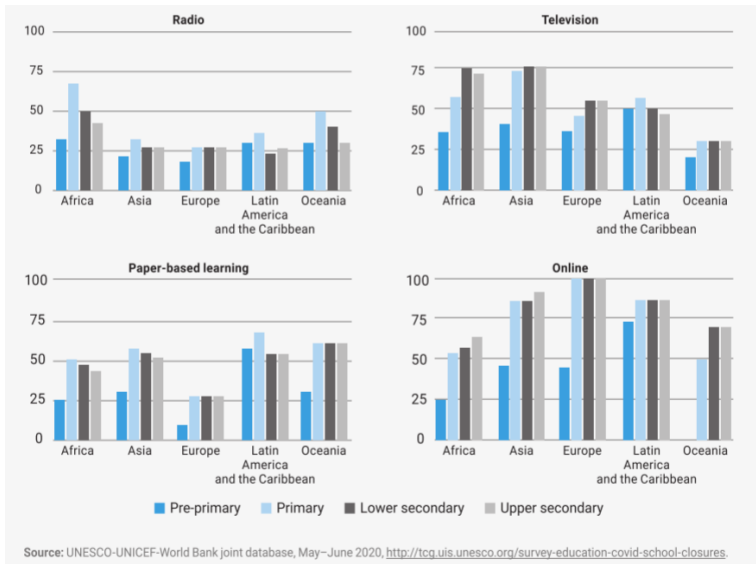 Radio
100
75
50
25
0
Africa Asia Europe Latin Oceania
America
and the Caribbean
Television
100
75
50
25
0
Africa Asia Europe Latin Oceania
America
and the Caribbean
Paper-based learning
100
75
50
25
0
Africa Asia Europe Latin Oceania
America
and the Caribbean
Online
100
75
50
25
0
Africa Asia Europe Latin Oceania
America
and the Caribbean
Pre-primary Primary Lower secondary Upper secondary
Source: UNESCO-UNICEF-World Bank joint database, May–June 2020, http://tcg.uis.unesco.org/survey-education-covid-school-closures.